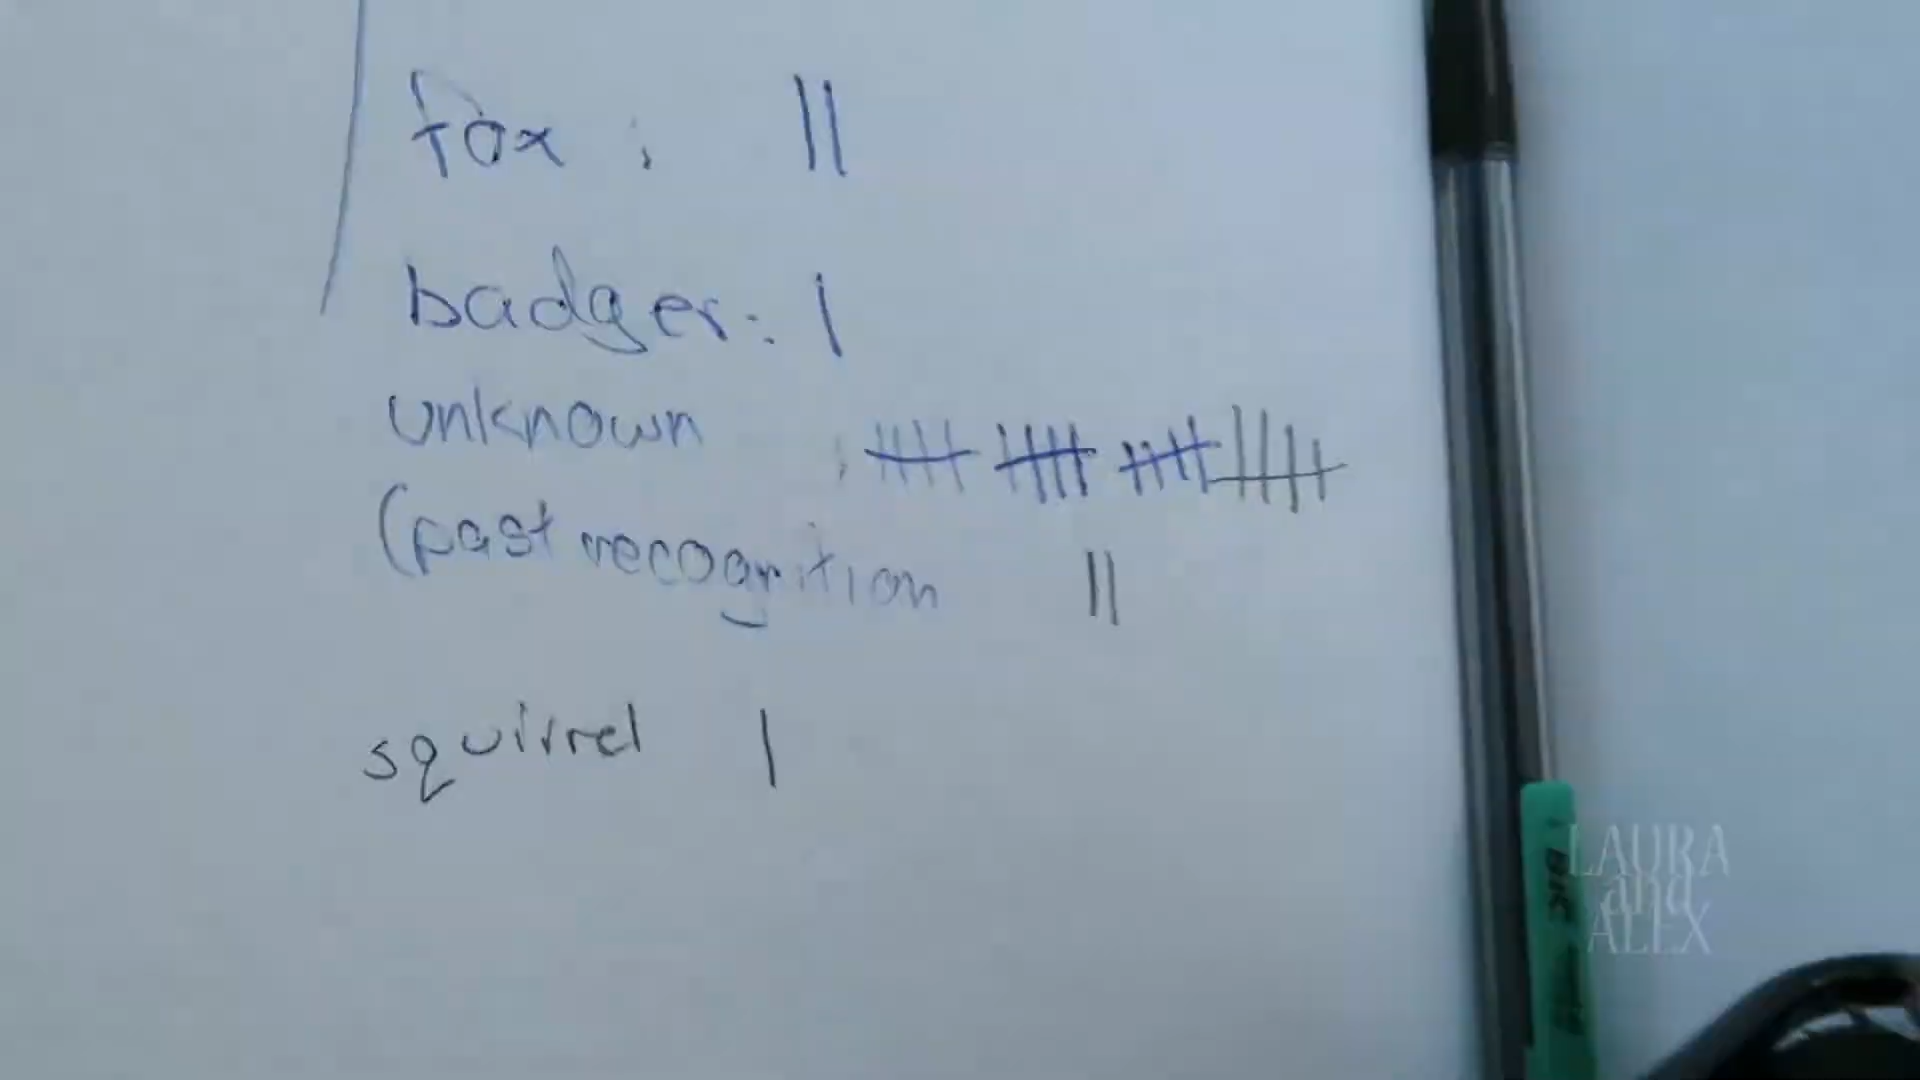 fox : ||
badger : |
unknown : |||| |||| |||| ||||
(past recognition ||
squirrel |
BIC
LAURA
and
ALEX